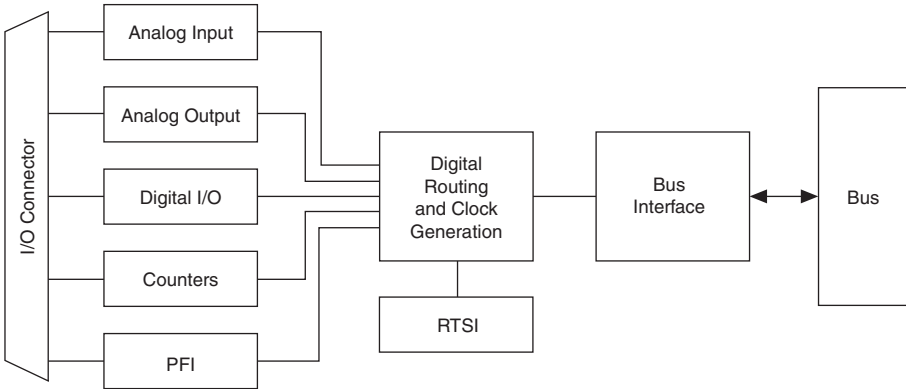 I/O Connector
Analog Input
Analog Output
Digital I/O
Counters
PFI
Digital
Routing
and Clock
Generation
RTSI
Bus
Interface
Bus